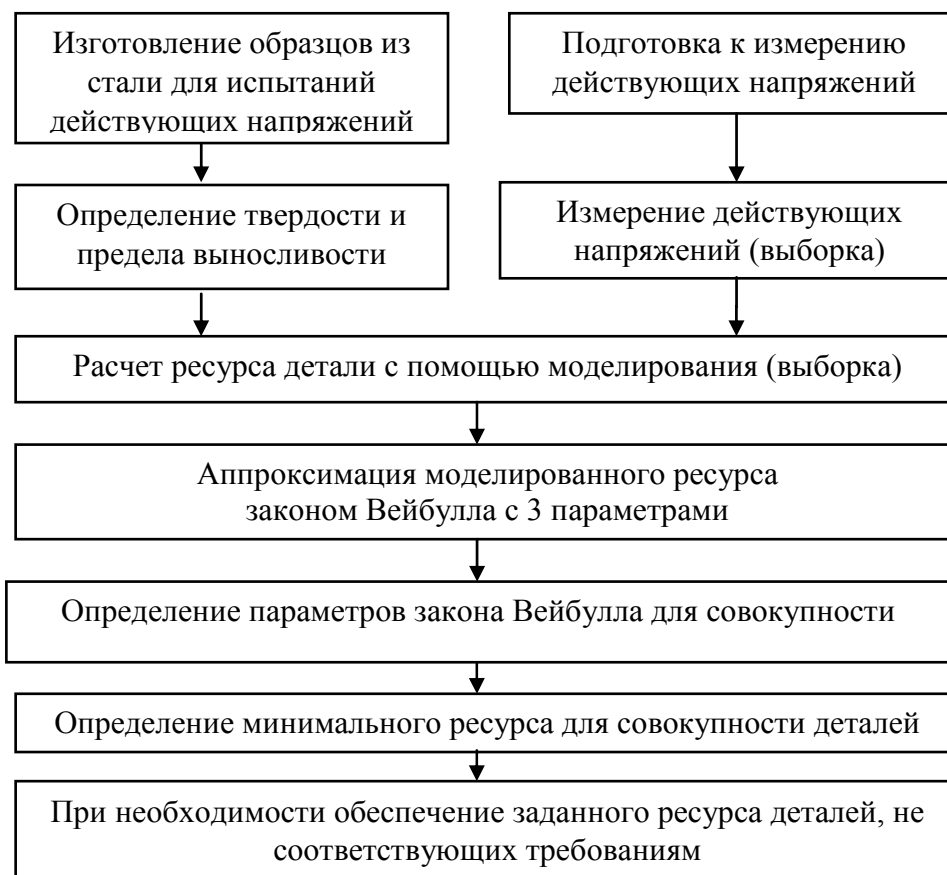 Изготовление образцов из
стали для испытаний
действующих напряжений
Подготовка к измерению
действующих напряжений
Определение твердости и
предела выносливости
Измерение действующих
напряжений (выборка)
Расчет ресурса детали с помощью моделирования (выборка)
Аппроксимация моделированного ресурса
законом Вейбулла с 3 параметрами
Определение параметров закона Вейбулла для совокупности
Определение минимального ресурса для совокупности деталей
При необходимости обеспечение заданного ресурса деталей, не
соответствующих требованиям